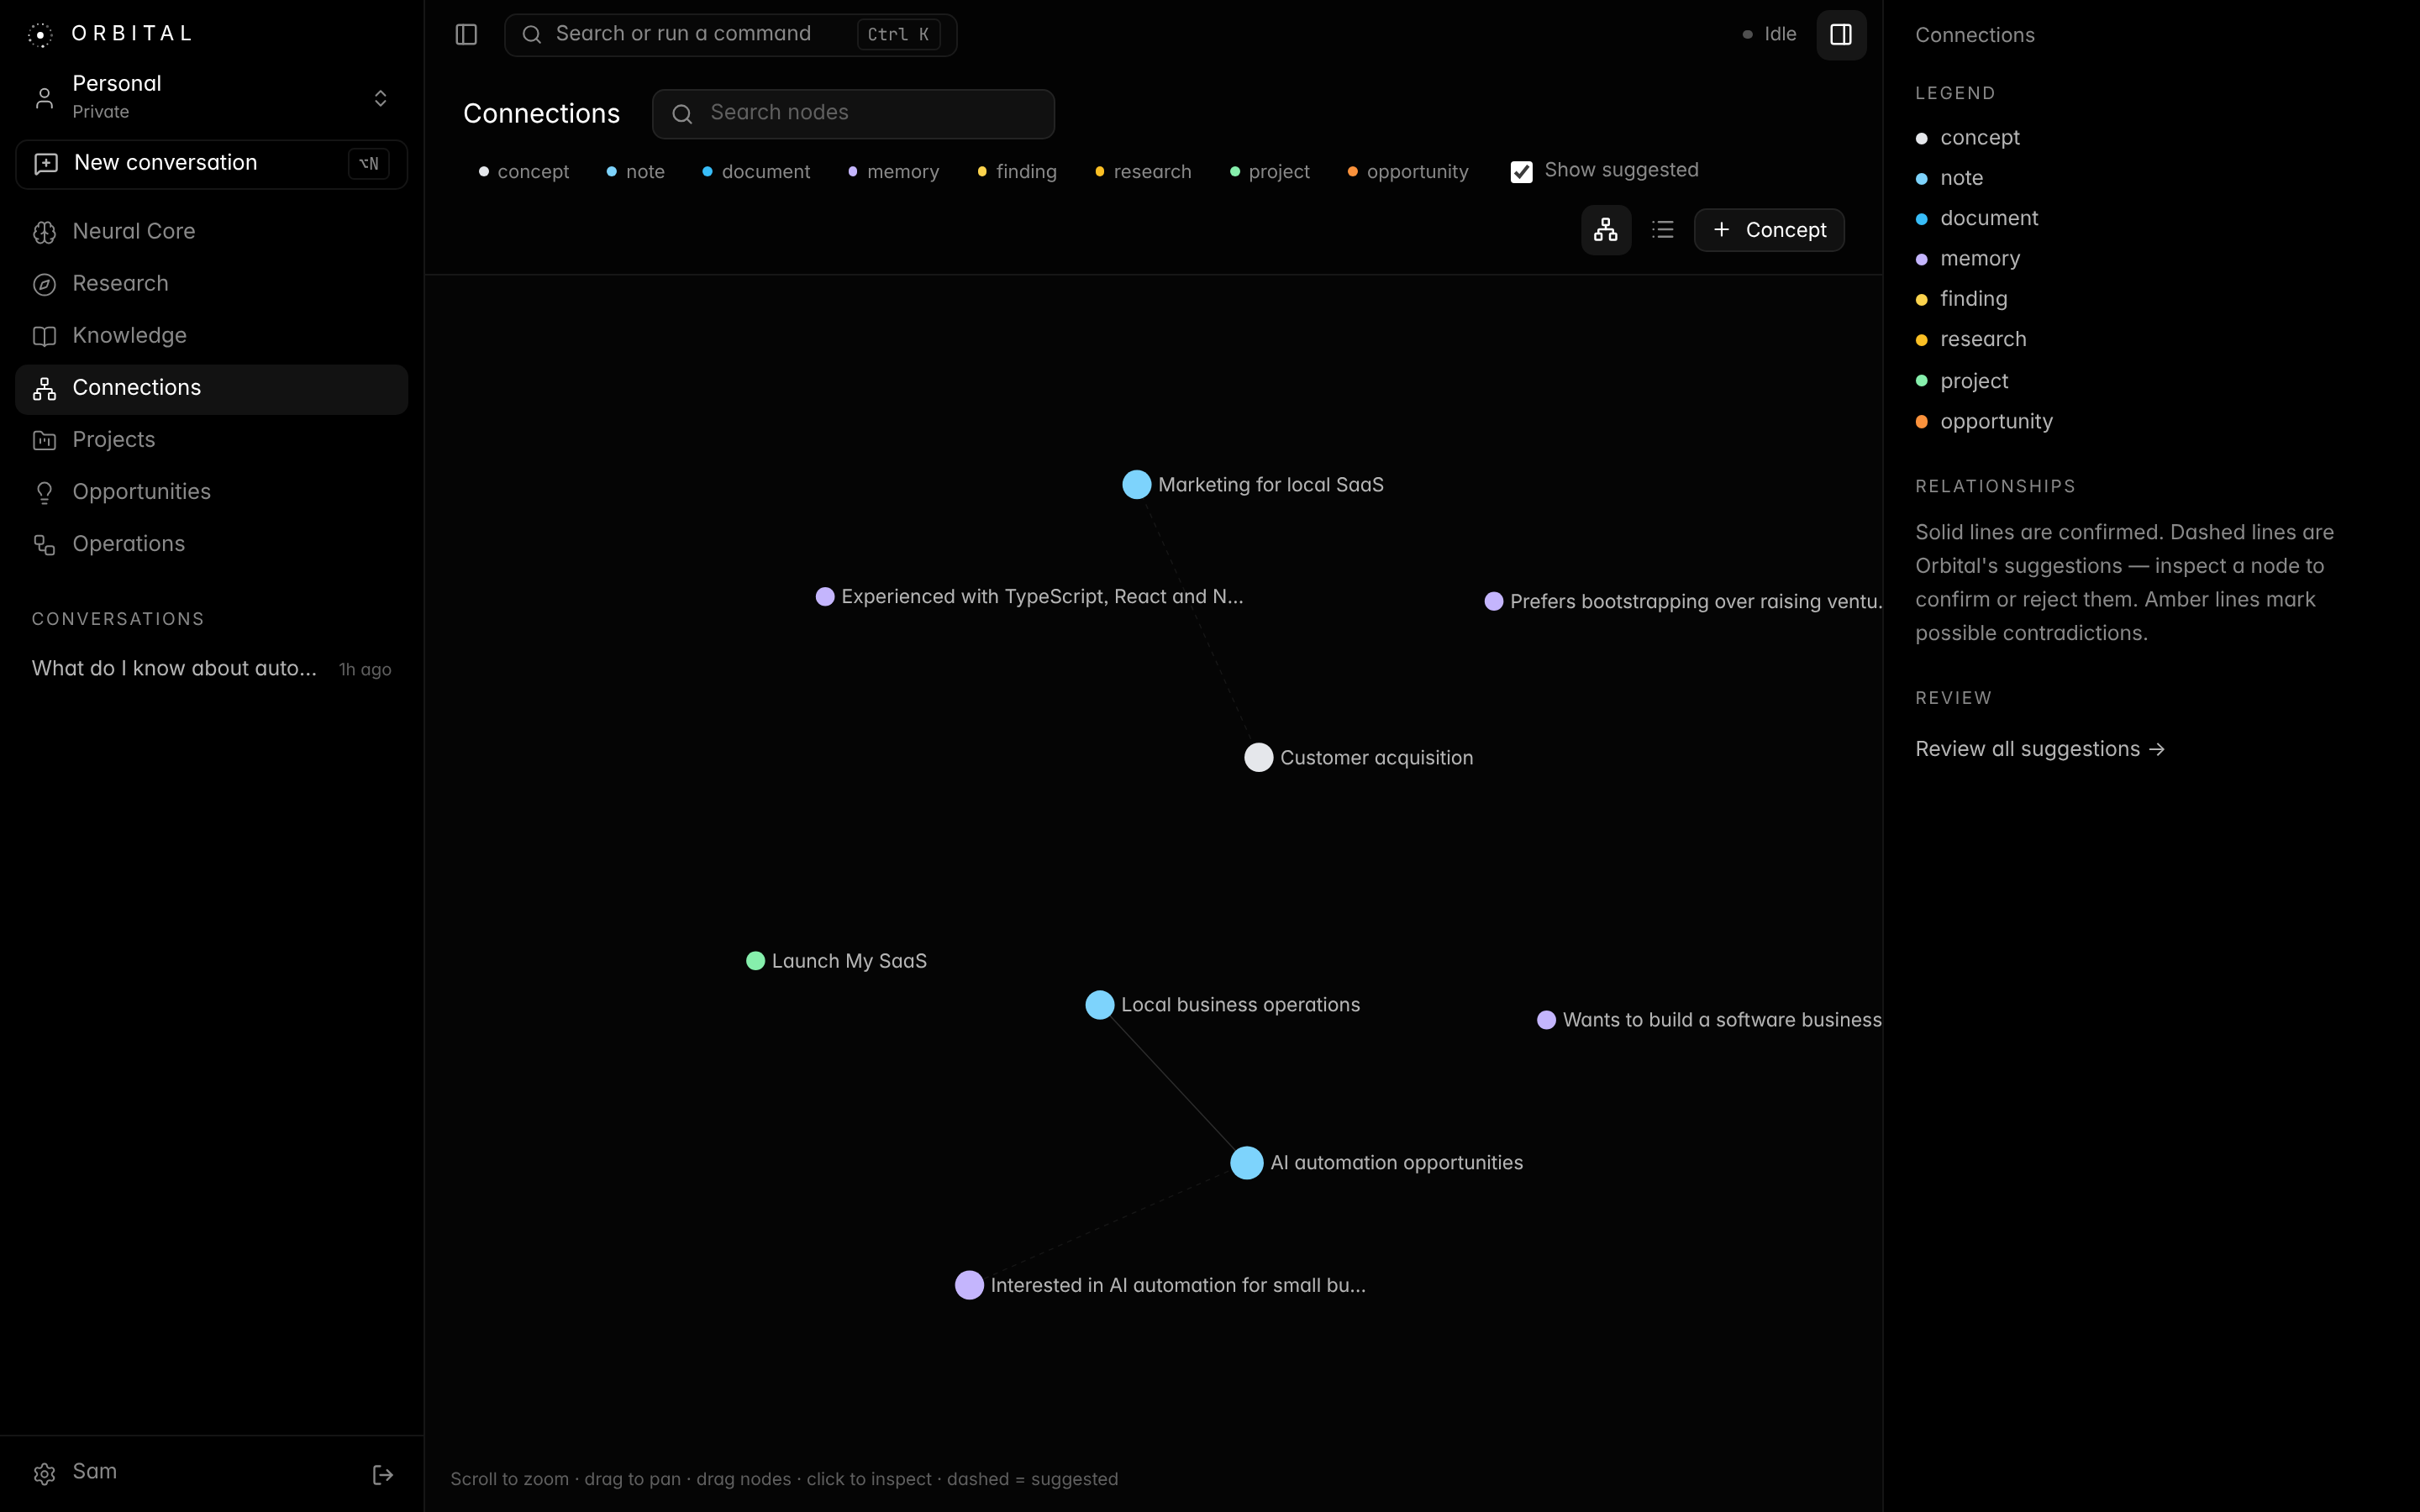 ORBITAL
Personal
Private
New conversation
⌥N
Neural Core
Research
Knowledge
Connections
Projects
Opportunities
Operations
CONVERSATIONS
What do I know about auto... 1h ago
Sam
Search or run a command Ctrl K
Idle
Connections
Search nodes
concept note document memory finding research project opportunity Show suggested
+ Concept
Marketing for local SaaS
Experienced with TypeScript, React and N...
Prefers bootstrapping over raising ventu.
Customer acquisition
Launch My SaaS
Local business operations
Wants to build a software business
AI automation opportunities
Interested in AI automation for small bu...
Scroll to zoom · drag to pan · drag nodes · click to inspect · dashed = suggested
Connections
LEGEND
concept
note
document
memory
finding
research
project
opportunity
RELATIONSHIPS
Solid lines are confirmed. Dashed lines are
Orbital's suggestions — inspect a node to
confirm or reject them. Amber lines mark
possible contradictions.
REVIEW
Review all suggestions →